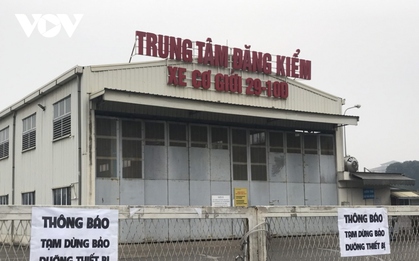 VOV
TRUNG TÂM ĐĂNG KIỂM
XE CƠ GIỚI 29-10D
THÔNG BÁO
TẠM DỪNG BẢO
DƯỠNG THIẾT BỊ
THÔNG BÁO
TẠM DỪNG BẢO
DƯỠNG THIẾT BỊ